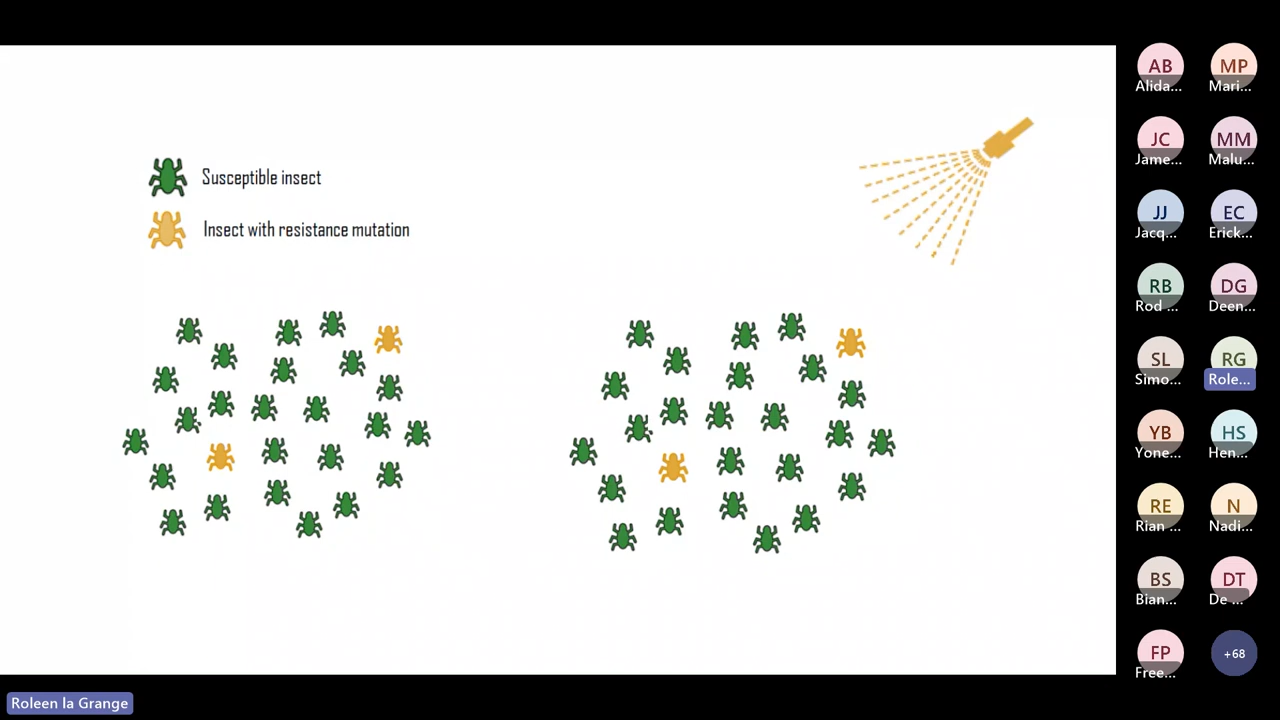 Susceptible insect
Insect with resistance mutation
AB MP
Alida... Mari...
JC MM
Jame... Malu...
JJ EC
Jacq... Erick...
RB DG
Rod ... Deen...
SL RG
Simo... Role...
YB HS
Yone... Hen...
RE N
Rian ... Nadi...
BS DT
Bian... De ...
FP +68
Free...
Roleen la Grange